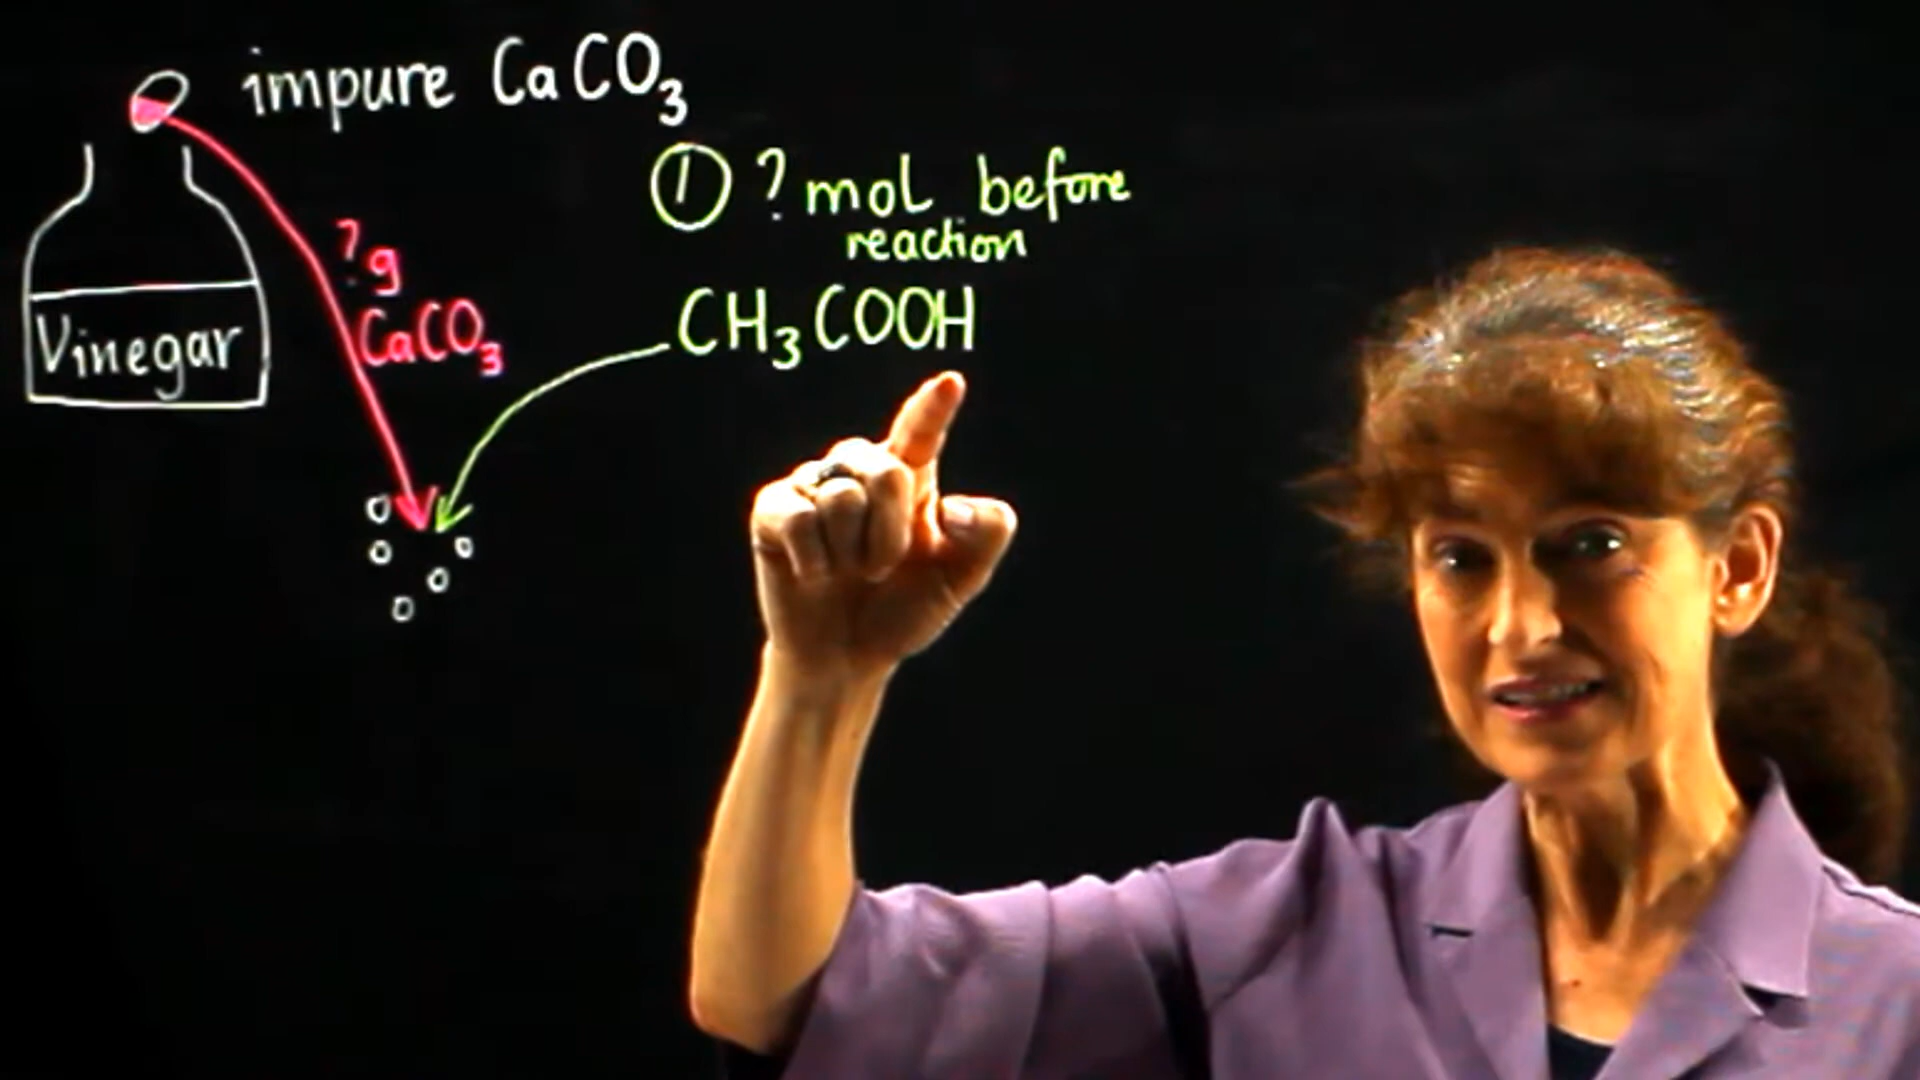 impure CaCO₃
① ? mol before
reaction
? g
CaCO₃
CH₃COOH
Vinegar